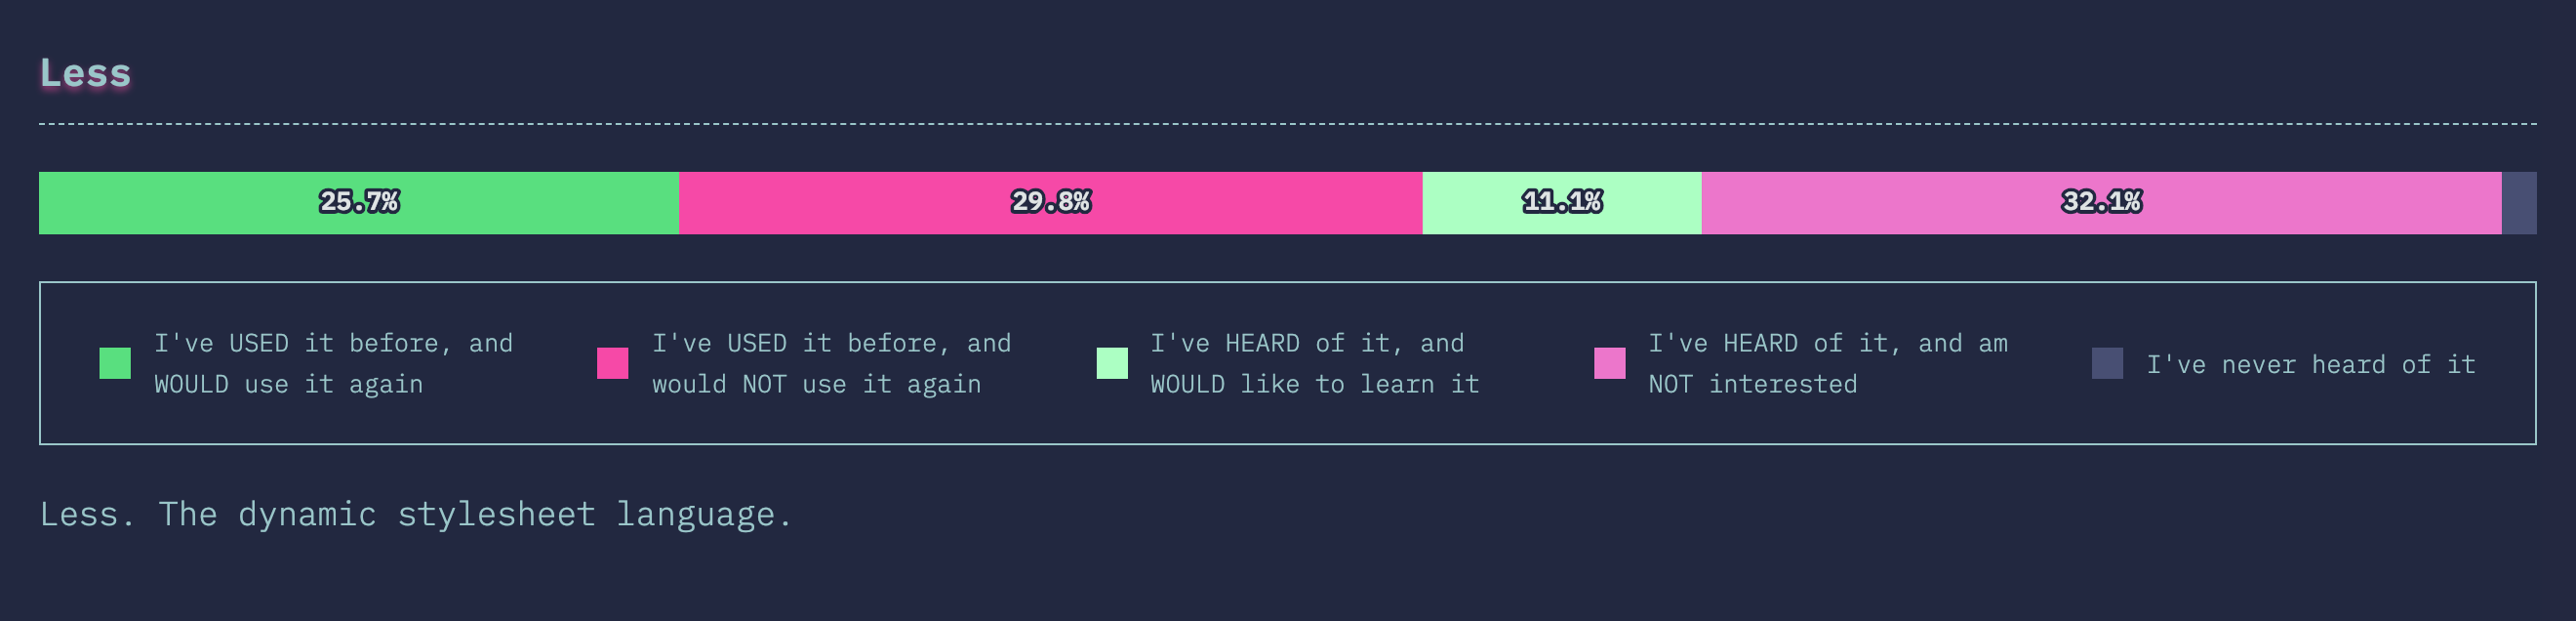 Less
25.7% 29.8% 11.1% 32.1%
I've USED it before, and
WOULD use it again
I've USED it before, and
would NOT use it again
I've HEARD of it, and
WOULD like to learn it
I've HEARD of it, and am
NOT interested
I've never heard of it
Less. The dynamic stylesheet language.